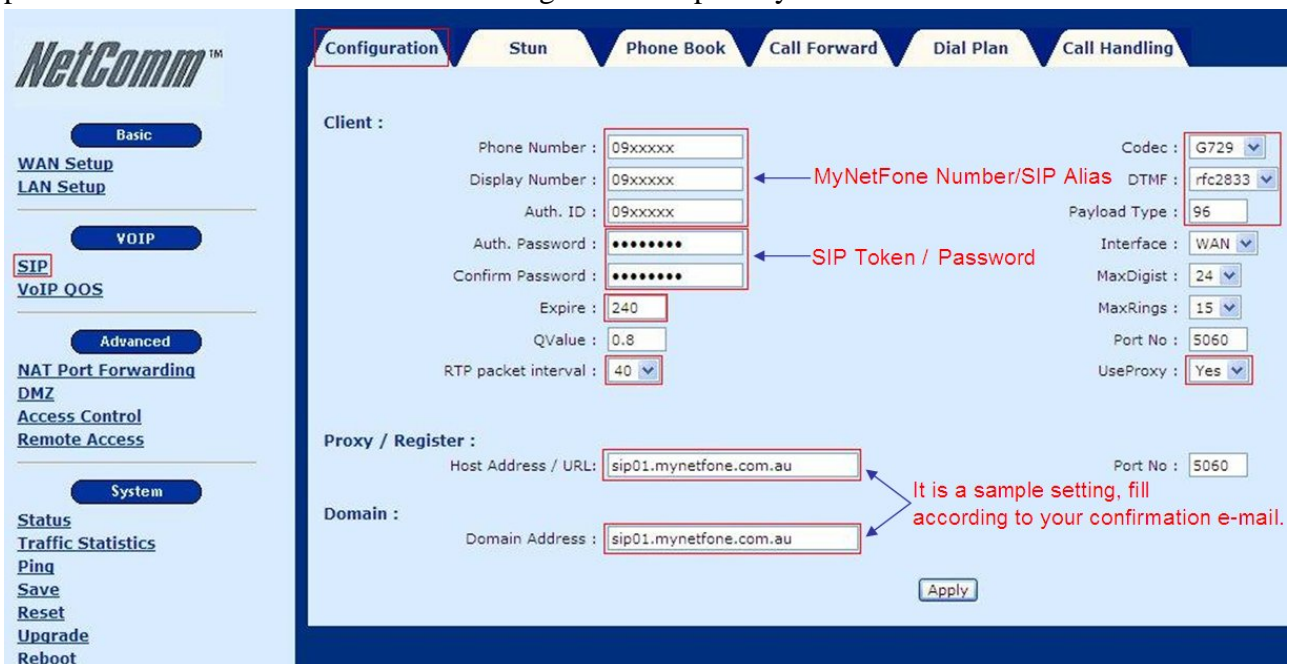 NetComm™
Basic
WAN Setup
LAN Setup
VOIP
SIP
VoIP QOS
Advanced
NAT Port Forwarding
DMZ
Access Control
Remote Access
System
Status
Traffic Statistics
Ping
Save
Reset
Upgrade
Reboot
Configuration Stun Phone Book Call Forward Dial Plan Call Handling
Client :
Phone Number : 09xxxxx Codec : G729
Display Number : 09xxxxx MyNetFone Number/SIP Alias DTMF : rfc2833
Auth. ID : 09xxxxx Payload Type : 96
Auth. Password : •••••••• SIP Token / Password Interface : WAN
Confirm Password : •••••••• MaxDigist : 24
Expire : 240 MaxRings : 15
QValue : 0.8 Port No : 5060
RTP packet interval : 40 UseProxy : Yes
Proxy / Register :
Host Address / URL: sip01.mynetfone.com.au Port No : 5060
It is a sample setting, fill
according to your confirmation e-mail.
Domain :
Domain Address : sip01.mynetfone.com.au
Apply